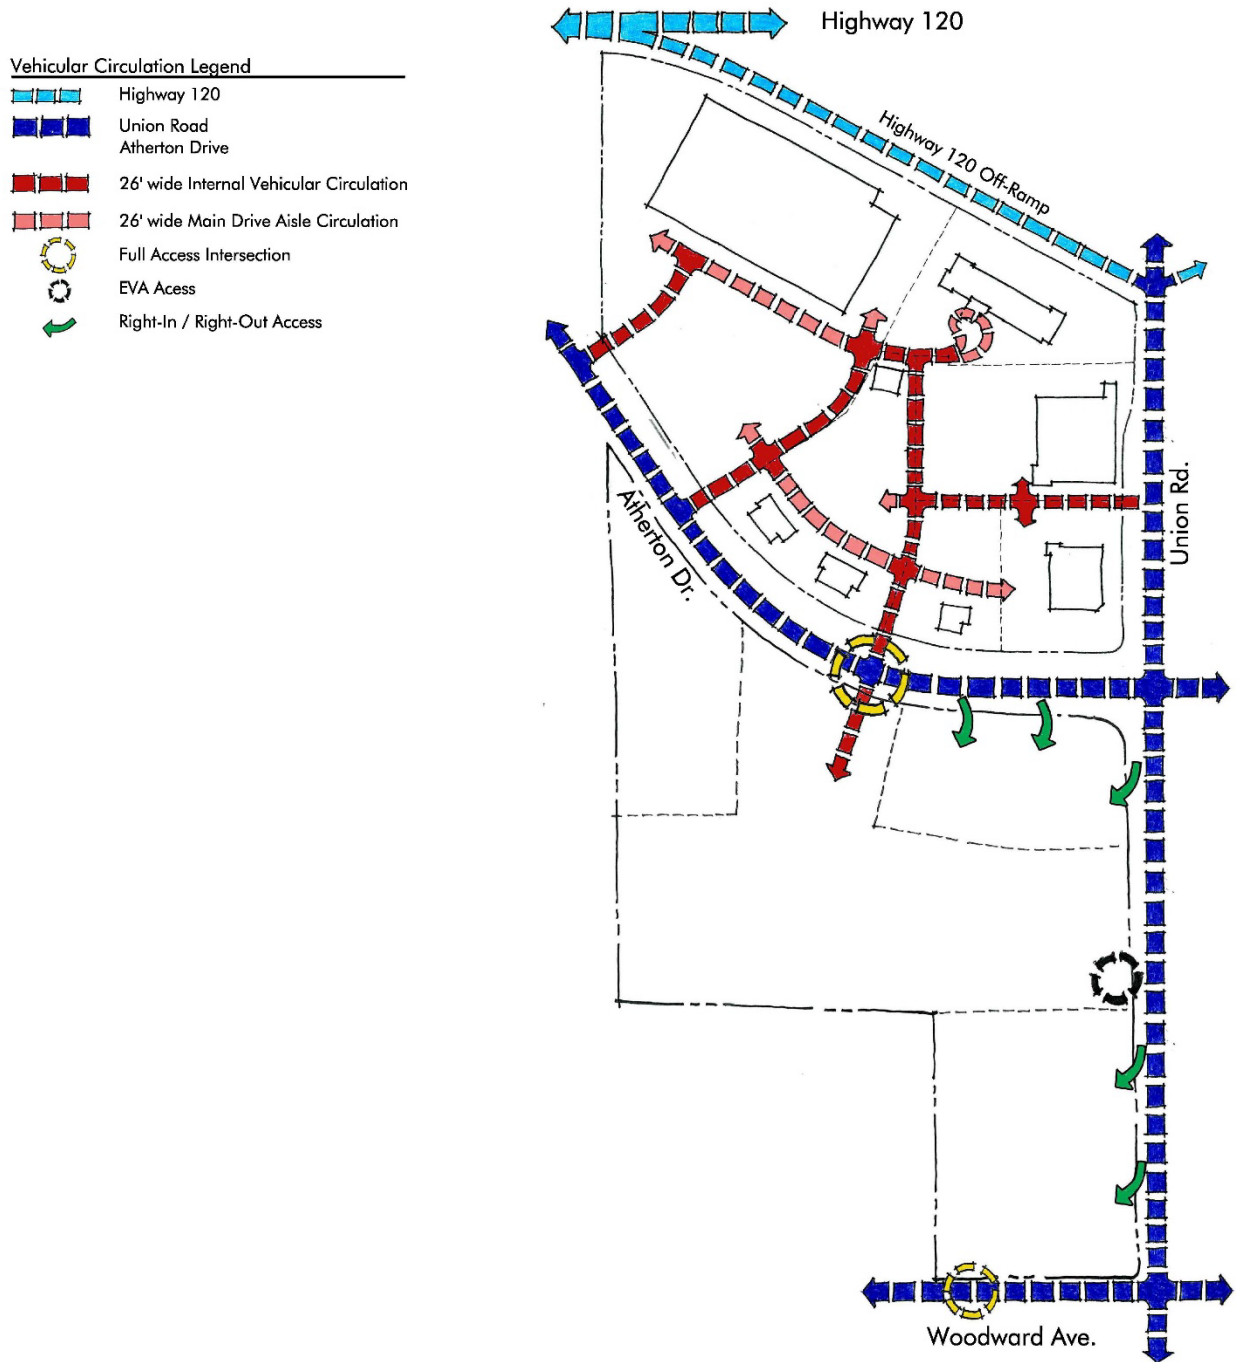 Highway 120
Vehicular Circulation Legend
Highway 120
Union Road
Atherton Drive
26' wide Internal Vehicular Circulation
26' wide Main Drive Aisle Circulation
Full Access Intersection
EVA Acess
Right-In / Right-Out Access
Highway 120 Off-Ramp
Union Rd.
Atherton Dr.
Woodward Ave.